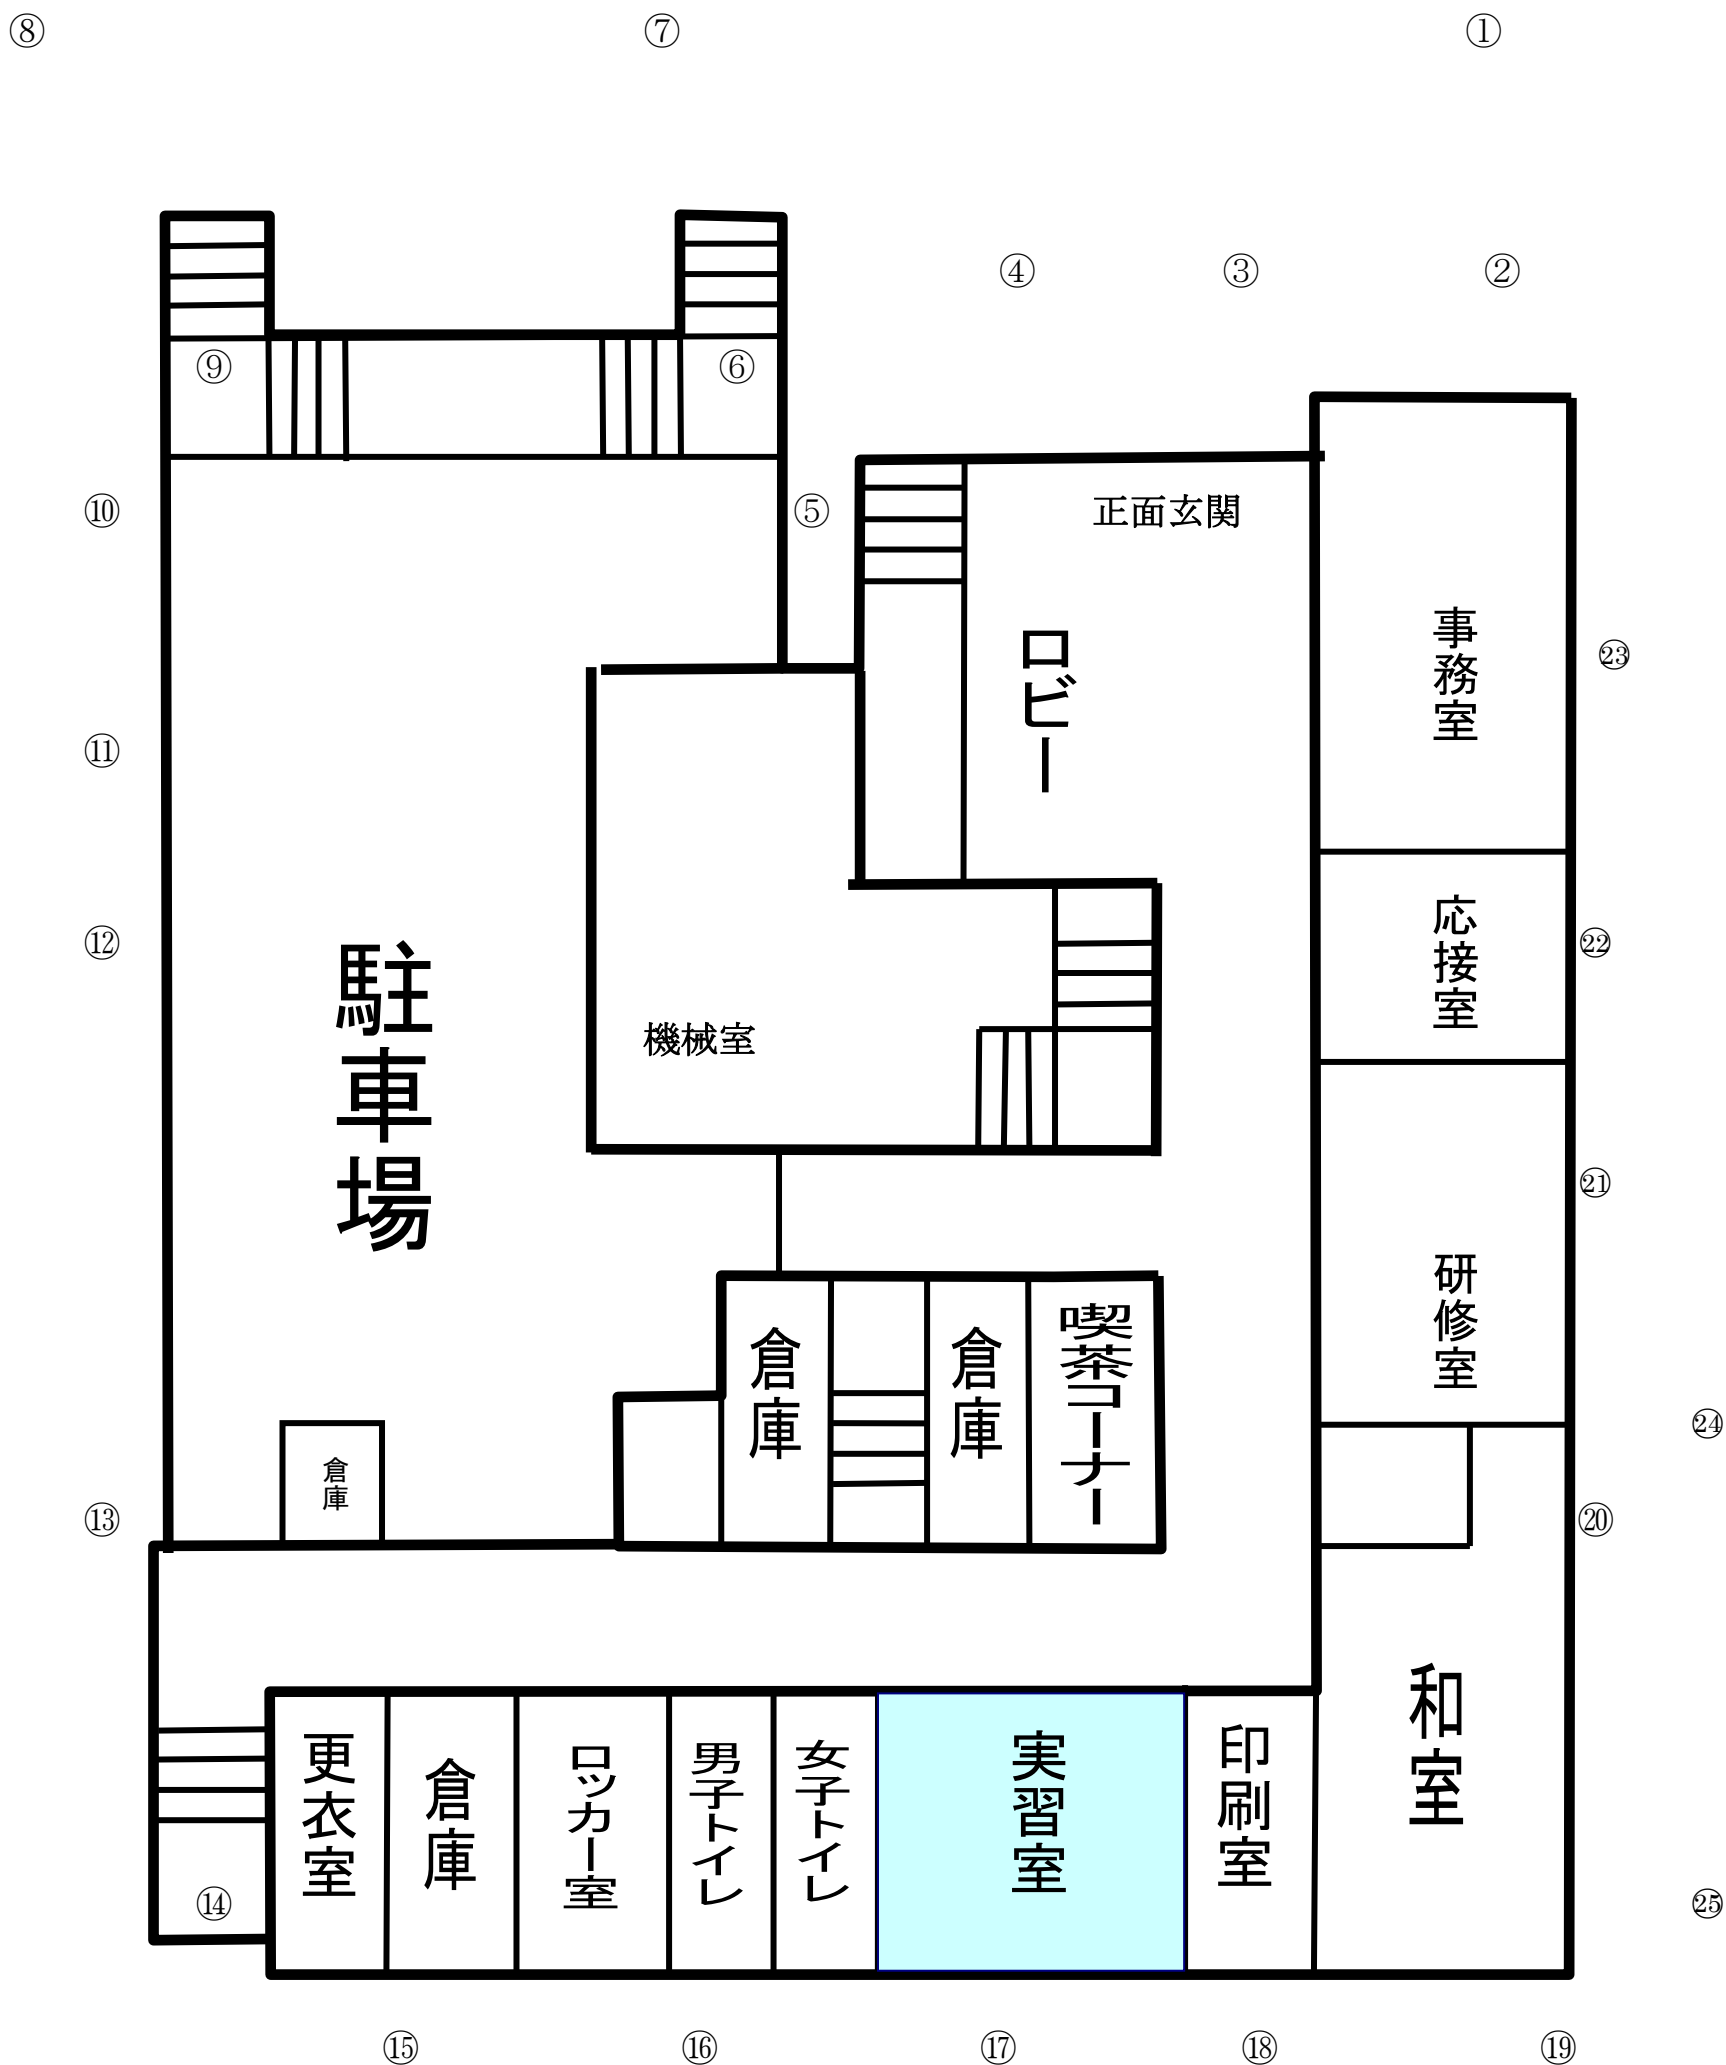 ⑧
⑦
①
④
③
②
⑨
⑥
⑩
⑤
正面玄関
ロビー
事務室
㉓
⑪
⑫
駐車場
機械室
応接室
㉒
㉑
研修室
倉庫
倉庫
喫茶コーナー
倉庫
㉔
⑬
⑳
和室
更衣室
倉庫
ロッカー室
男子トイレ
女子トイレ
実習室
印刷室
⑭
㉕
⑮
⑯
⑰
⑱
⑲